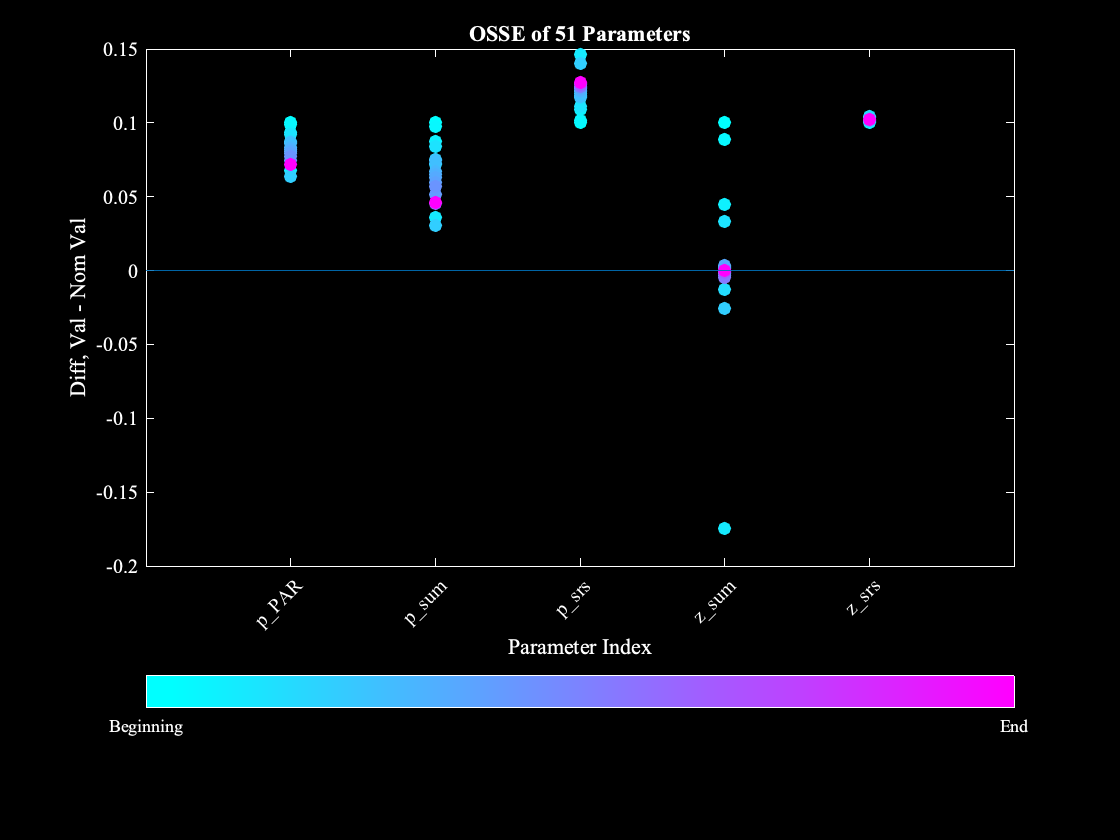 OSSE of 51 Parameters
0.15
0.1
0.05
0
-0.05
-0.1
-0.15
-0.2
Diff, Val - Nom Val
p_PAR
p_sum
p_srs
z_sum
z_srs
Parameter Index
Beginning
End